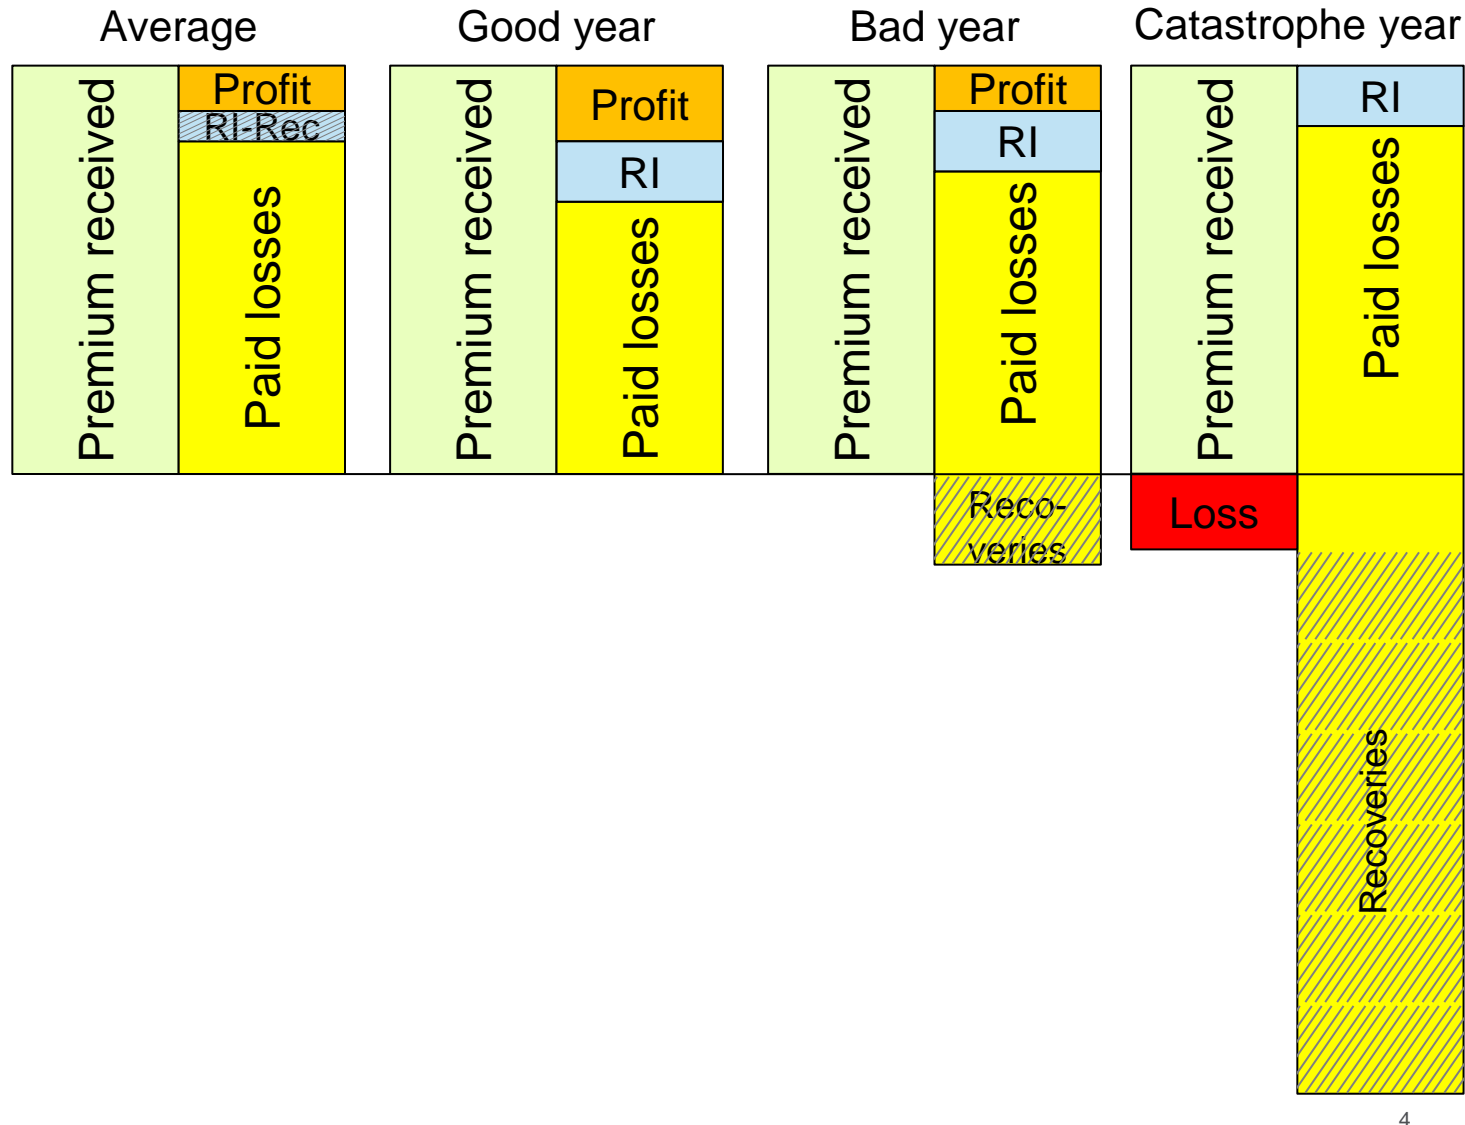 Average
Good year
Bad year
Catastrophe year
Premium received
Profit
RI-Rec
Paid losses
Premium received
Profit
RI
Paid losses
Premium received
Profit
RI
Paid losses
Reco-
veries
Premium received
Loss
RI
Paid losses
Recoveries
4